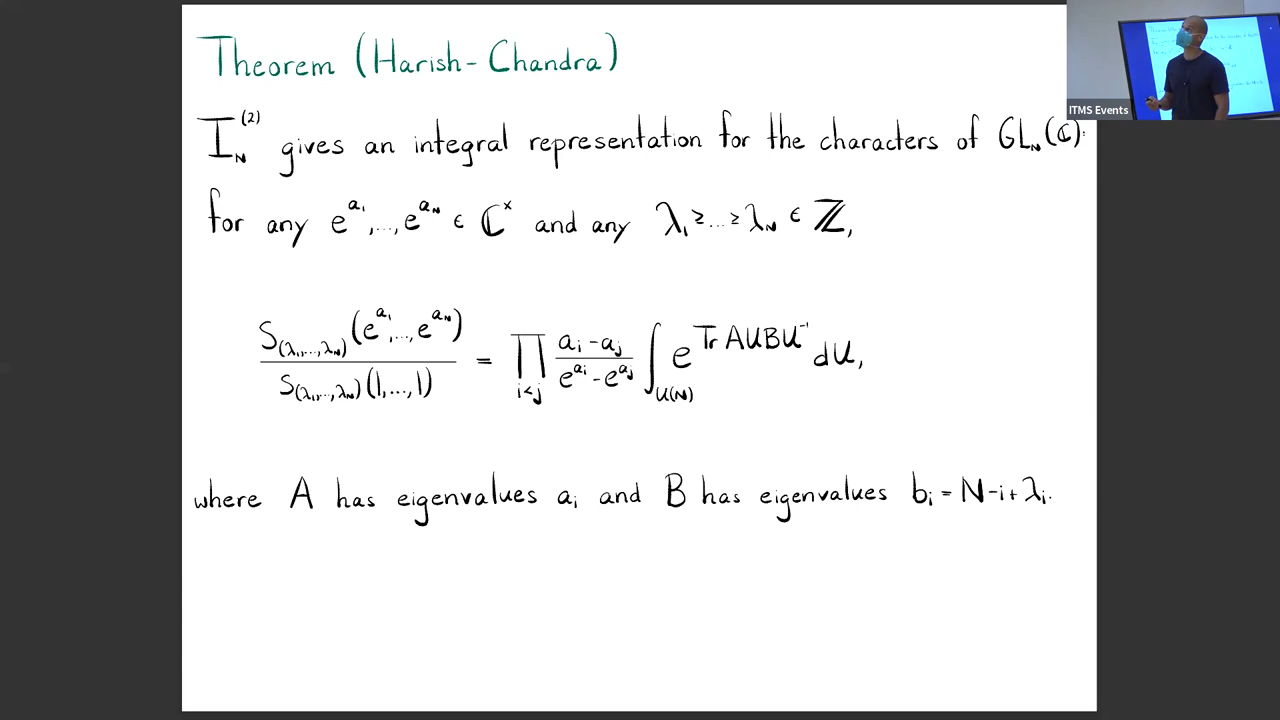 Theorem (Harish-Chandra)
I_N^(2) gives an integral representation for the characters of GL_N(ℂ):
for any e^{a_1},...,e^{a_N} ∈ ℂ^× and any λ_1 ≥ ... ≥ λ_N ∈ ℤ,
S_{(λ_1,...,λ_N)}(e^{a_1},...,e^{a_N}) / S_{(λ_1,...,λ_N)}(1,...,1) = ∏_{i<j} (a_i - a_j)/(e^{a_i} - e^{a_j}) ∫_{U(N)} e^{Tr AUBU^{-1}} dU,
where A has eigenvalues a_i and B has eigenvalues b_i = N-i+λ_i.
ITMS Events